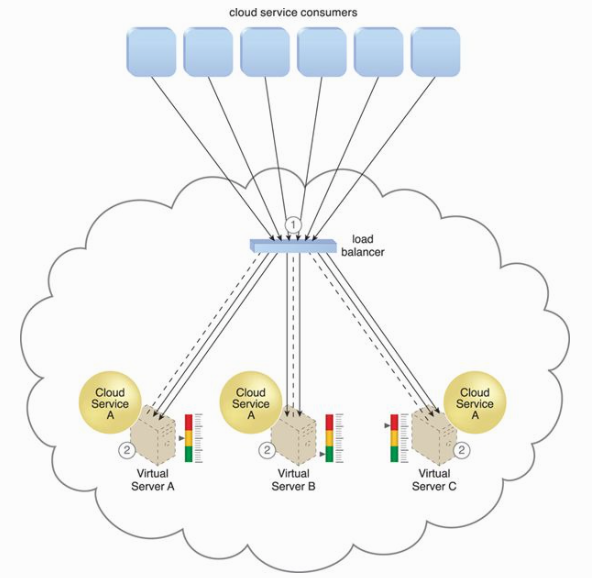 cloud service consumers
1
load
balancer
Cloud
Service
A
Cloud
Service
A
Cloud
Service
A
2
2
2
Virtual
Server A
Virtual
Server B
Virtual
Server C